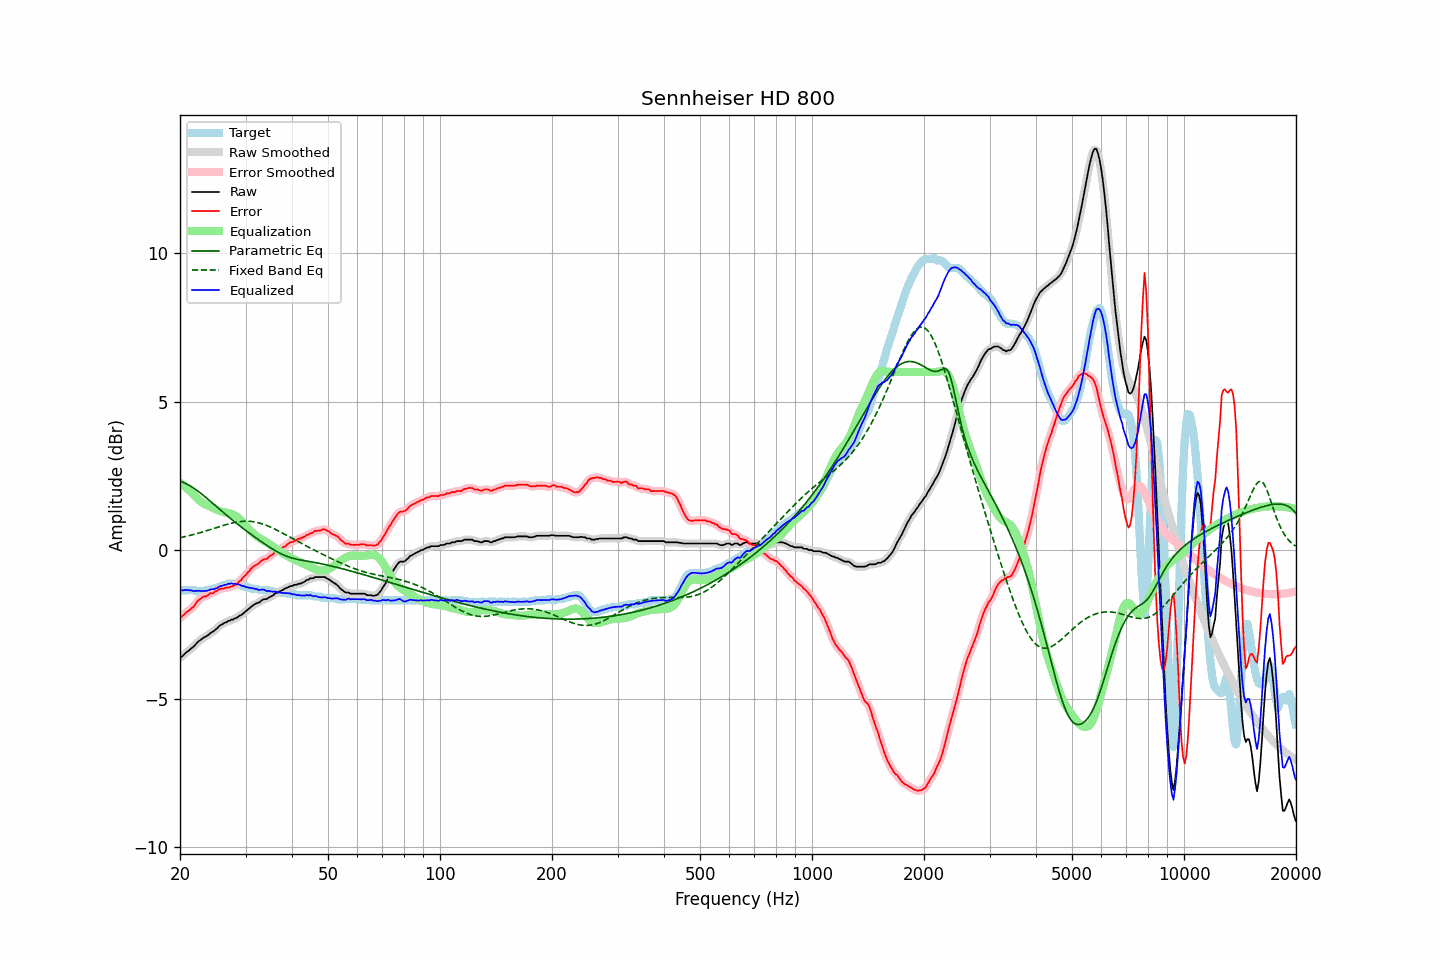 Sennheiser HD 800
Target
Raw Smoothed
Error Smoothed
Raw
Error
Equalization
Parametric Eq
Fixed Band Eq
Equalized
Amplitude (dBr)
10
5
0
−5
−10
20 50 100 200 500 1000 2000 5000 10000 20000
Frequency (Hz)